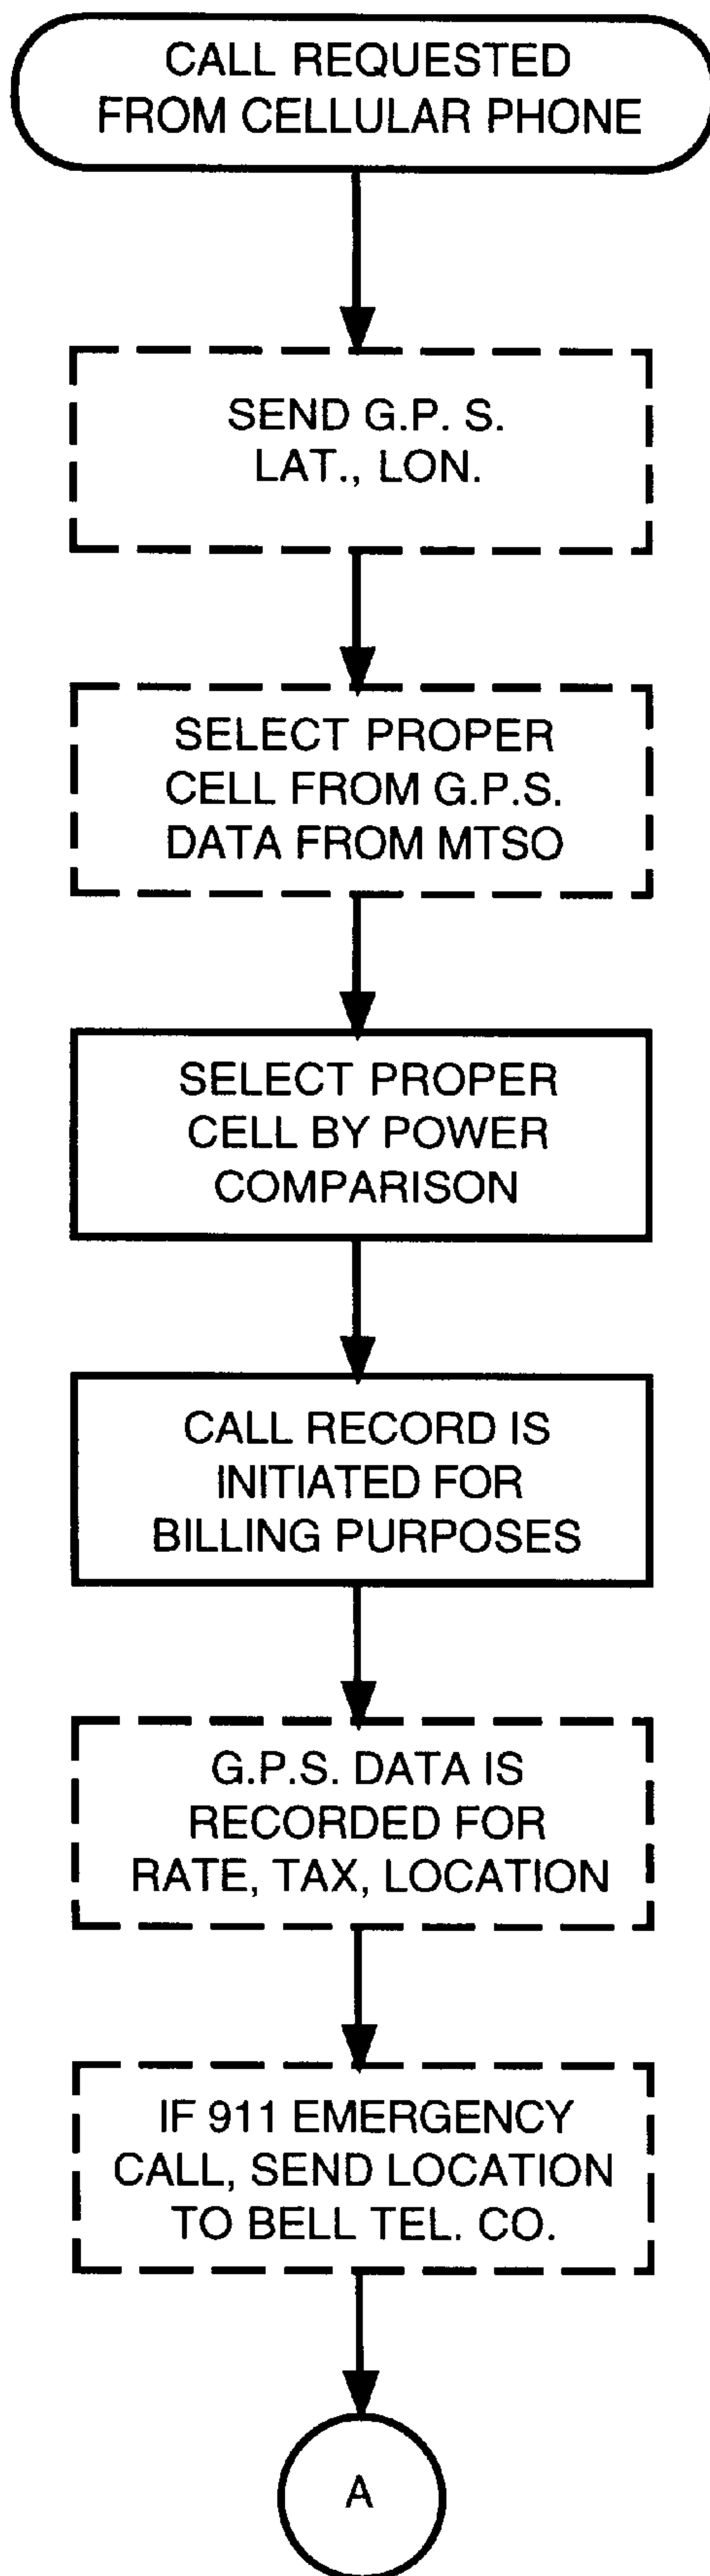 CALL REQUESTED
FROM CELLULAR PHONE
SEND G.P. S.
LAT., LON.
SELECT PROPER
CELL FROM G.P.S.
DATA FROM MTSO
SELECT PROPER
CELL BY POWER
COMPARISON
CALL RECORD IS
INITIATED FOR
BILLING PURPOSES
G.P.S. DATA IS
RECORDED FOR
RATE, TAX, LOCATION
IF 911 EMERGENCY
CALL, SEND LOCATION
TO BELL TEL. CO.
A